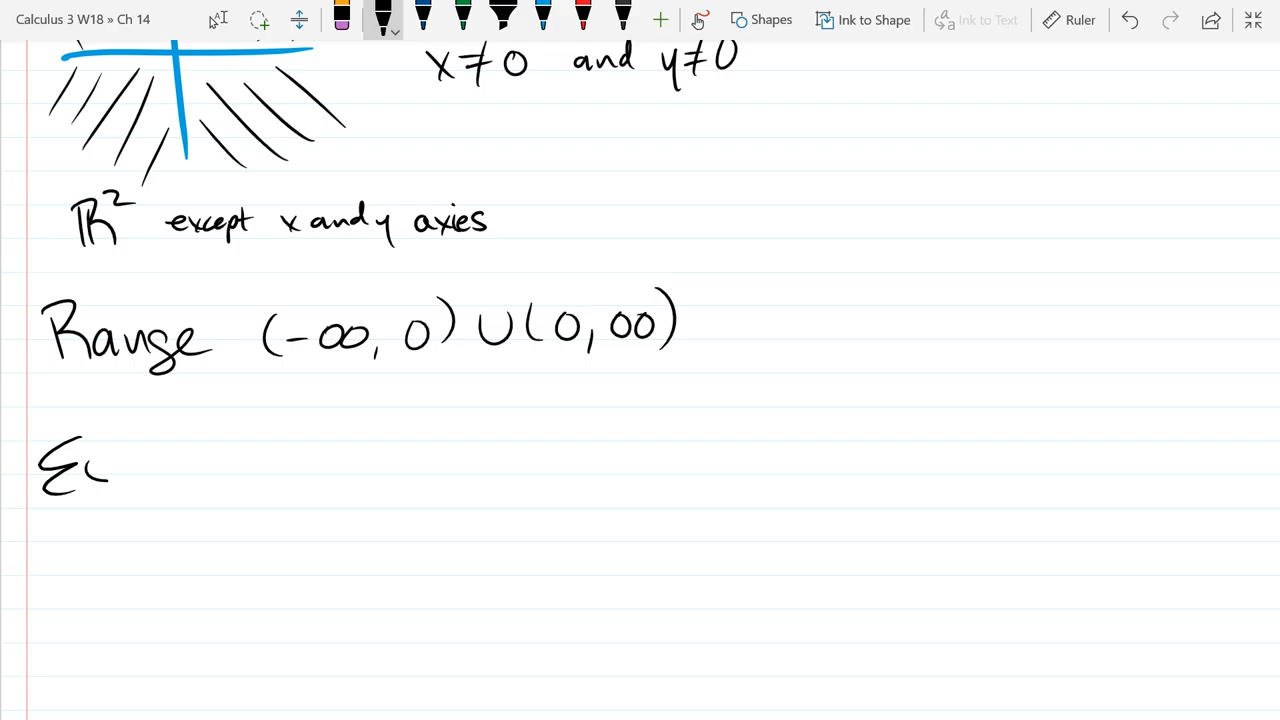 Calculus 3 W18 » Ch 14
Shapes
Ink to Shape
Ink to Text
Ruler
x≠0 and y≠0
ℝ² except x and y axies
Range (-∞, 0) ∪ (0, ∞)